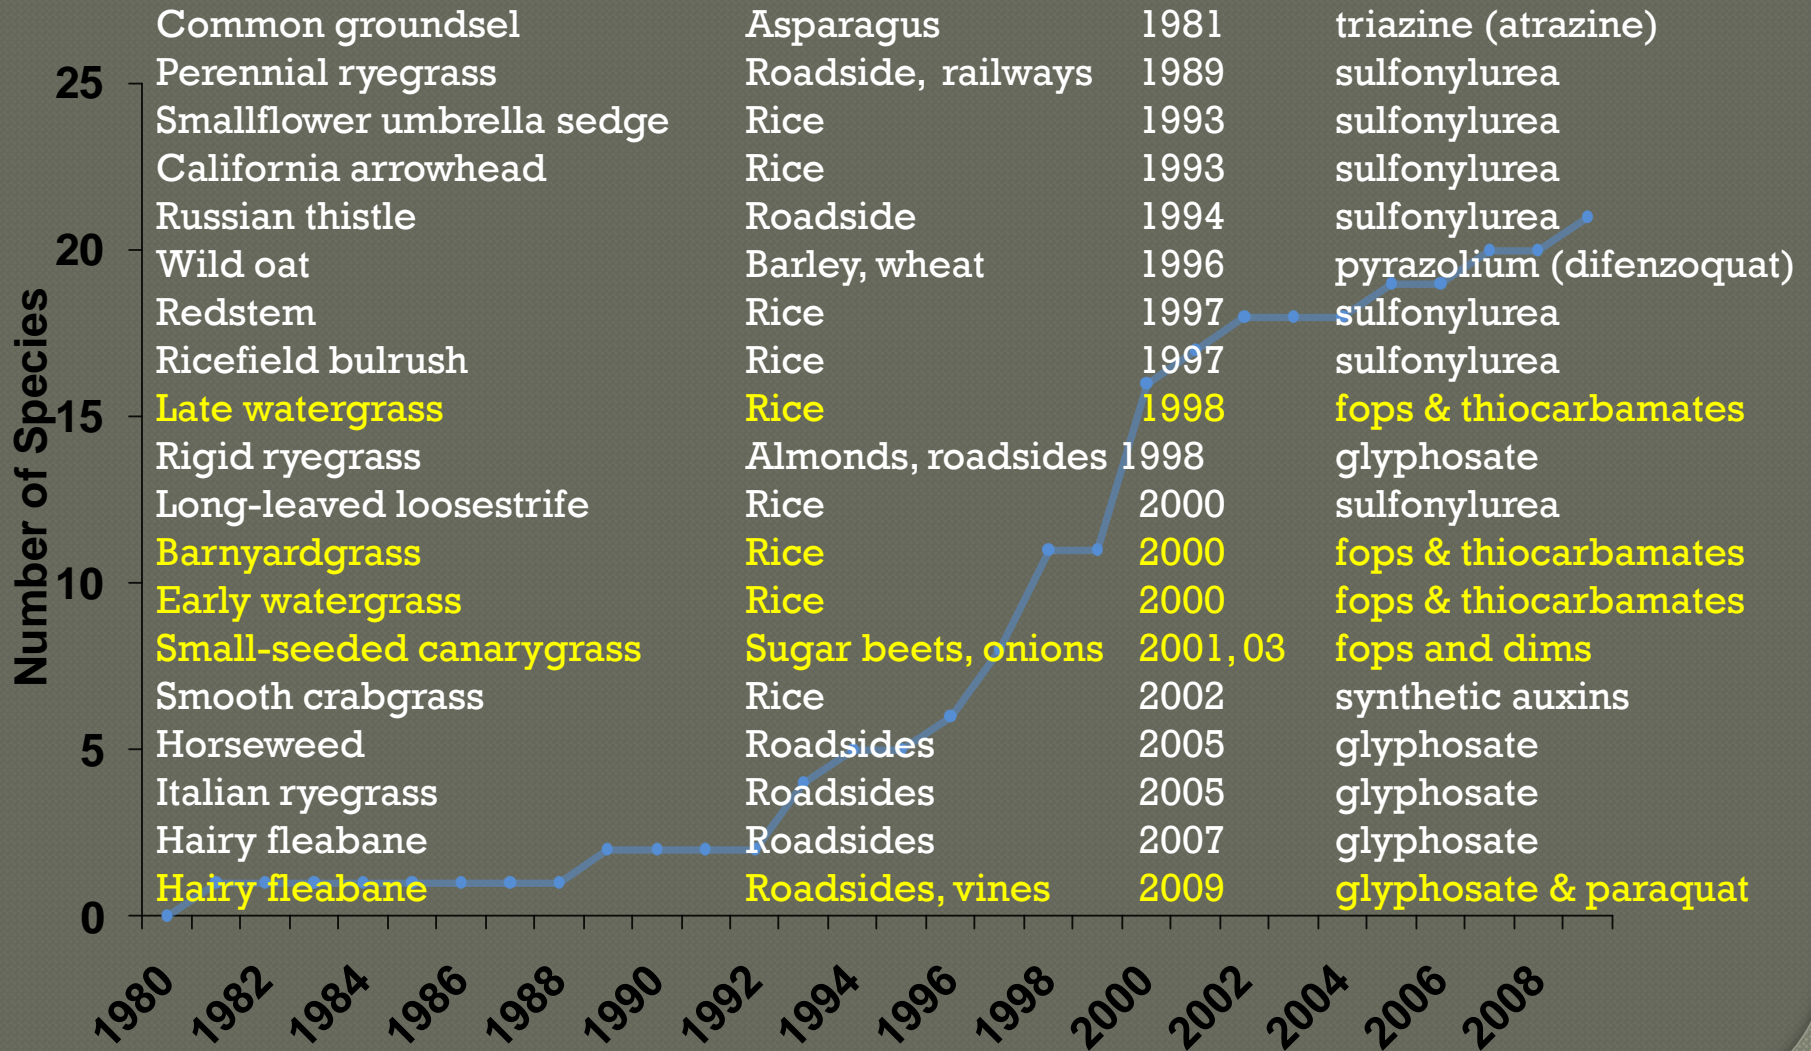 Common groundsel Asparagus 1981 triazine (atrazine)
25 Perennial ryegrass Roadside, railways 1989 sulfonylurea
Smallflower umbrella sedge Rice 1993 sulfonylurea
California arrowhead Rice 1993 sulfonylurea
Russian thistle Roadside 1994 sulfonylurea
20 Wild oat Barley, wheat 1996 pyrazolium (difenzoquat)
Redstem Rice 1997 sulfonylurea
Ricefield bulrush Rice 1997 sulfonylurea
15 Late watergrass Rice 1998 fops & thiocarbamates
Rigid ryegrass Almonds, roadsides 1998 glyphosate
Long-leaved loosestrife Rice 2000 sulfonylurea
Barnyardgrass Rice 2000 fops & thiocarbamates
10 Early watergrass Rice 2000 fops & thiocarbamates
Small-seeded canarygrass Sugar beets, onions 2001, 03 fops and dims
Smooth crabgrass Rice 2002 synthetic auxins
5 Horseweed Roadsides 2005 glyphosate
Italian ryegrass Roadsides 2005 glyphosate
Hairy fleabane Roadsides 2007 glyphosate
Hairy fleabane Roadsides, vines 2009 glyphosate & paraquat
0
Number of Species
1980 1982 1984 1986 1988 1990 1992 1994 1996 1998 2000 2002 2004 2006 2008